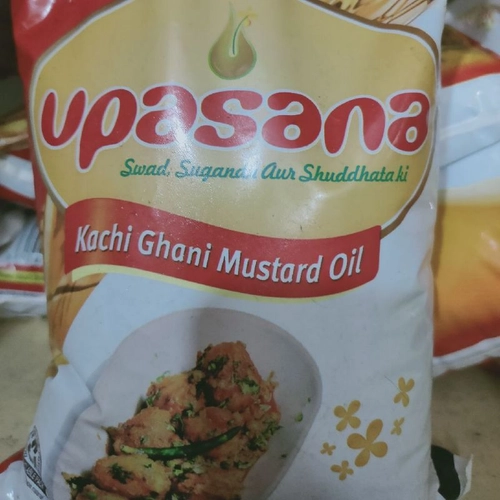 upasana
Swad, Sugandh Aur Shuddhata ki
Kachi Ghani Mustard Oil